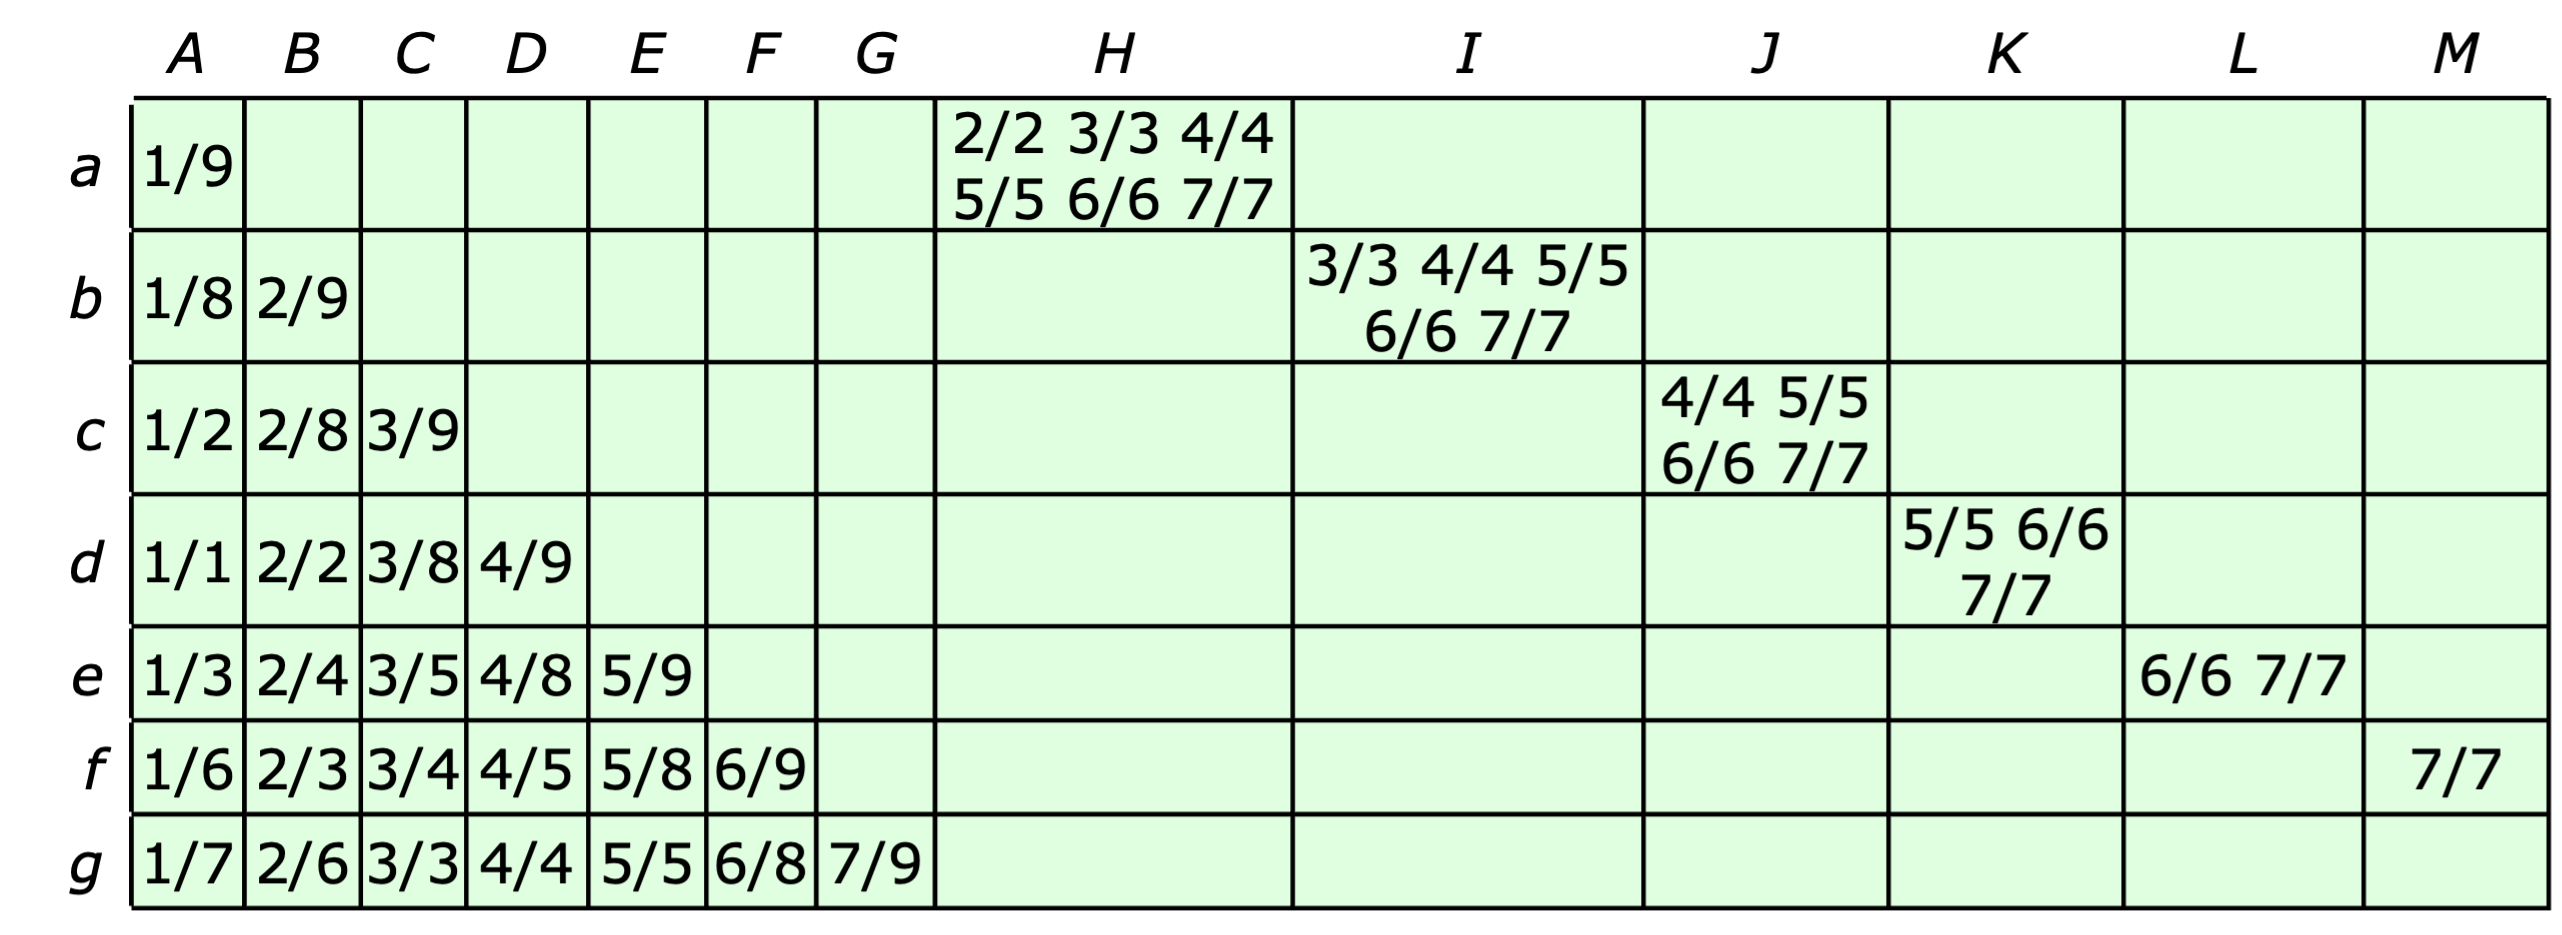 A B C D E F G H I J K L M
a 1/9 2/2 3/3 4/4
5/5 6/6 7/7
b 1/8 2/9 3/3 4/4 5/5
6/6 7/7
c 1/2 2/8 3/9 4/4 5/5
6/6 7/7
d 1/1 2/2 3/8 4/9 5/5 6/6
7/7
e 1/3 2/4 3/5 4/8 5/9 6/6 7/7
f 1/6 2/3 3/4 4/5 5/8 6/9 7/7
g 1/7 2/6 3/3 4/4 5/5 6/8 7/9